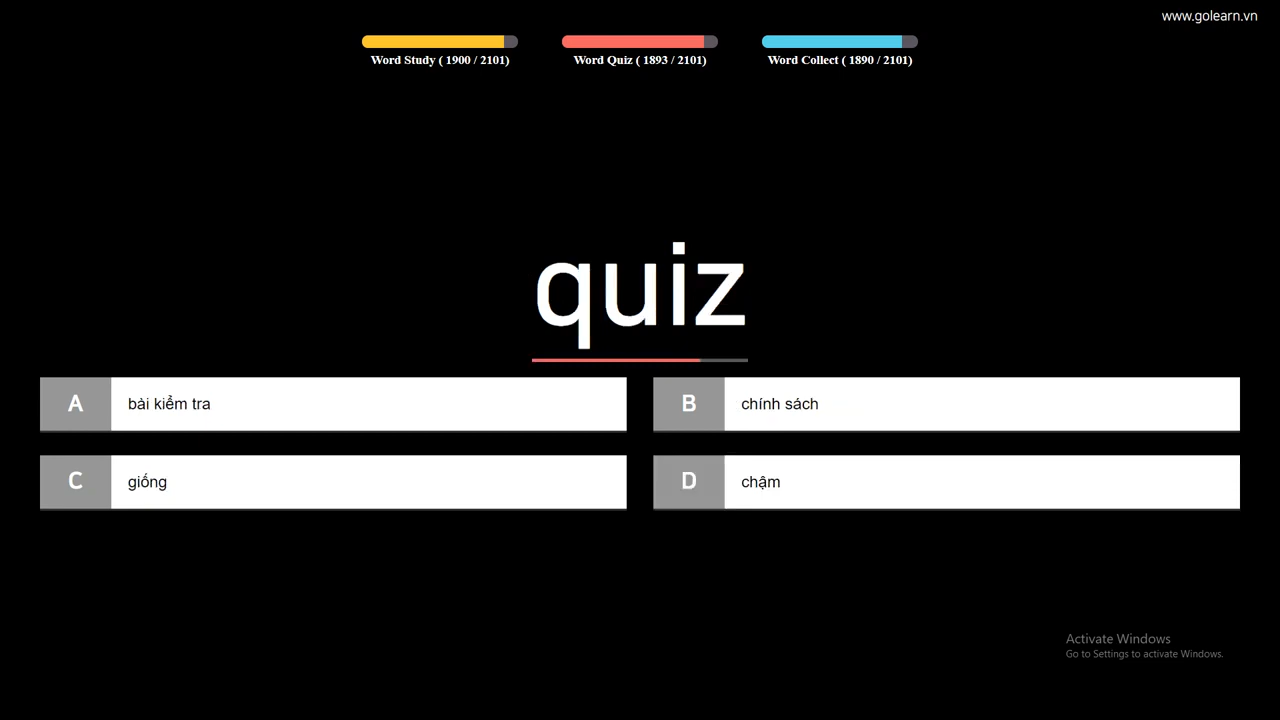 www.golearn.vn
Word Study ( 1900 / 2101)
Word Quiz ( 1893 / 2101)
Word Collect ( 1890 / 2101)
quiz
A bài kiểm tra
B chính sách
C giống
D chậm
Activate Windows
Go to Settings to activate Windows.